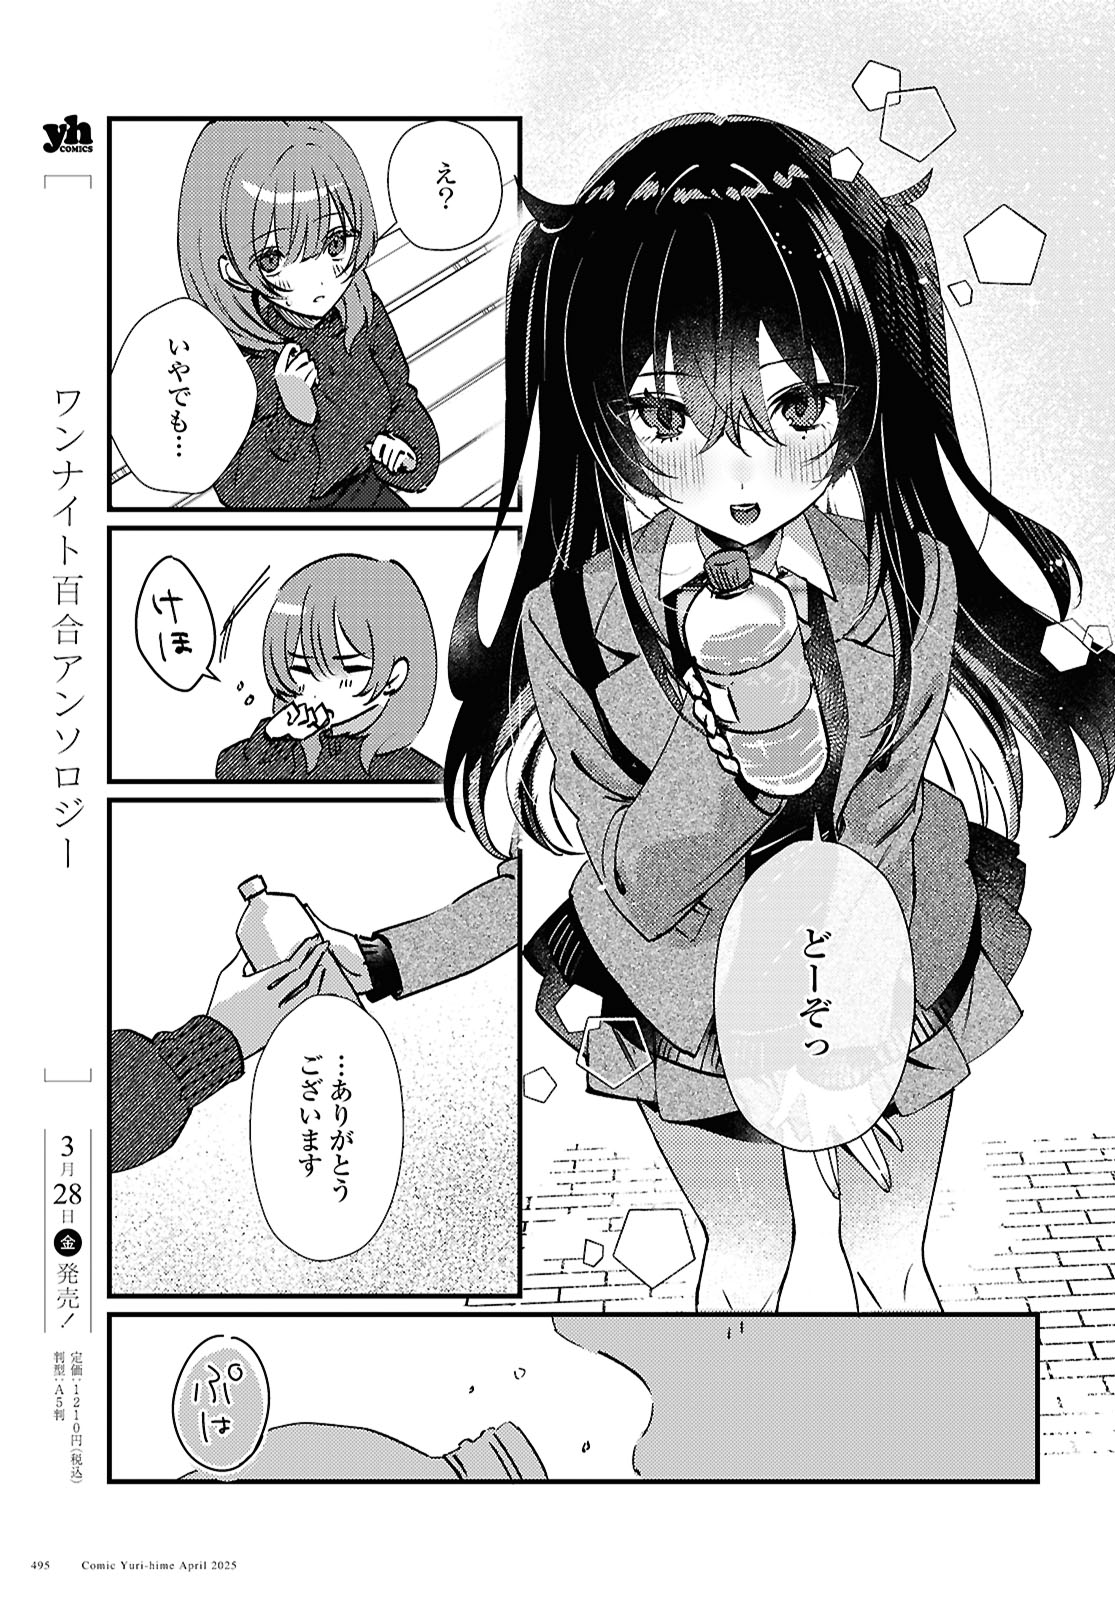 どーぞっ
え?
いやでも…
けほ
…ありがとう
ございます
ぷは
yh
COMICS
ワンナイト百合アンソロジー
3月28日金発売!
定価:1210円(税込)
判型:A5判
495 Comic Yuri-hime April 2025